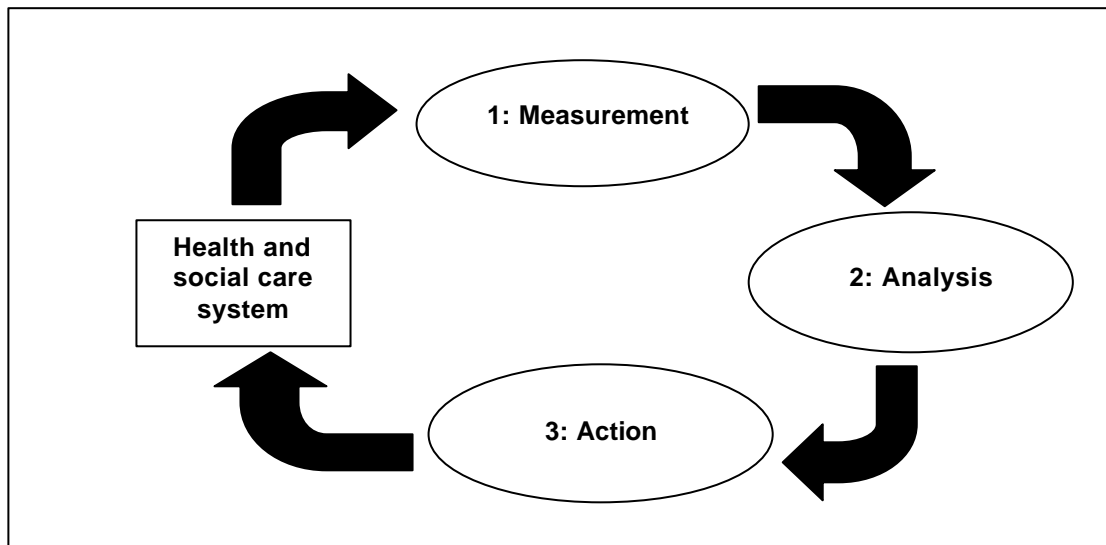 1: Measurement
Health and
social care
system
2: Analysis
3: Action